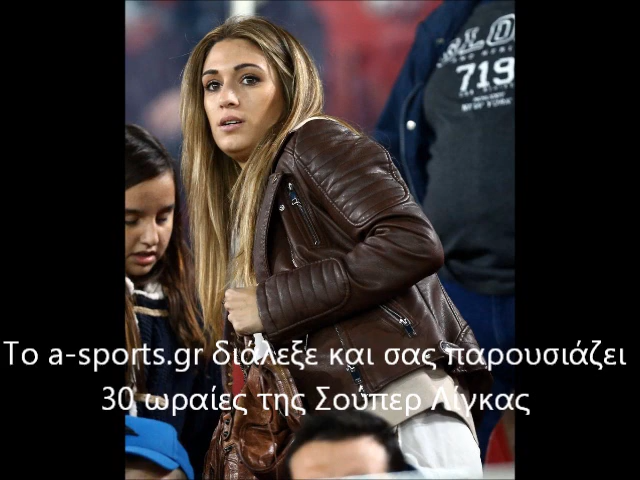 719
Το a-sports.gr διάλεξε και σας παρουσιάζει
30 ωραίες της Σούπερ Λίγκας